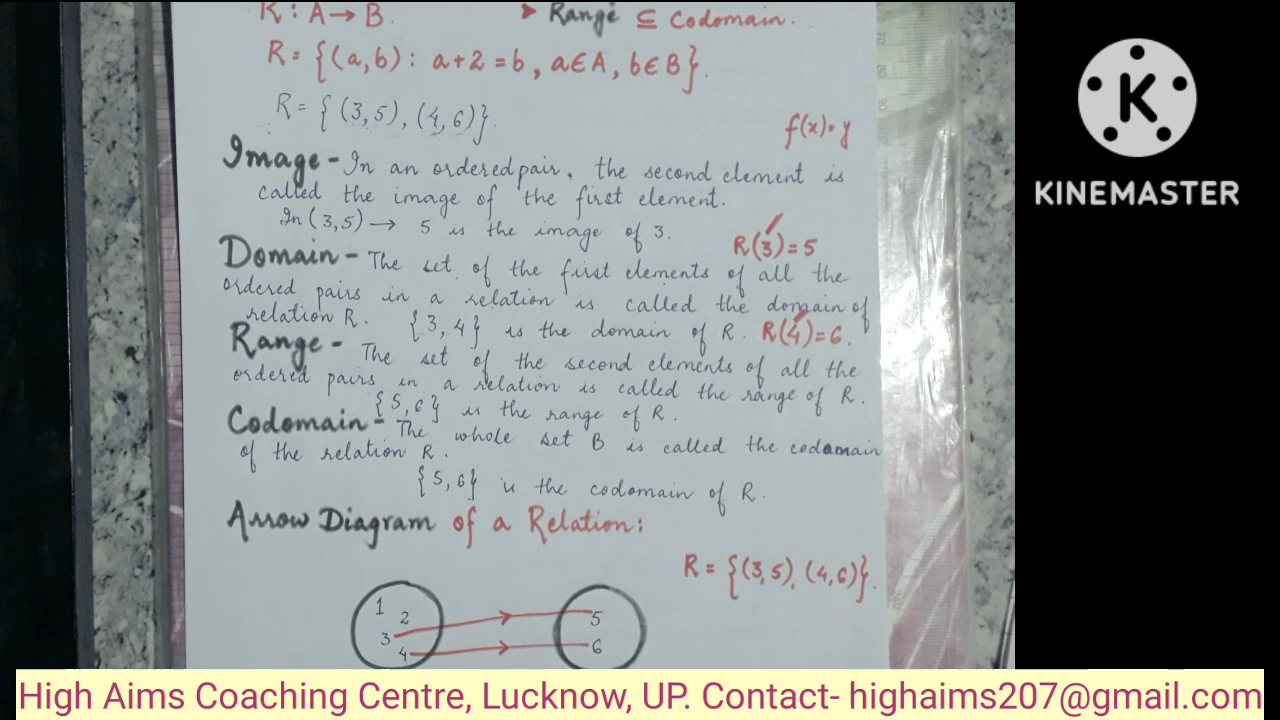 R : A → B.
➤ Range ⊆ Codomain.
R = {(a,b) : a+2 = b, a∈A, b∈B}.
R = { (3,5), (4,6)}.
f(x) = y
Image - In an ordered pair, the second element is
called the image of the first element.
In (3,5) → 5 is the image of 3.
R(3) = 5
Domain - The set of the first elements of all the
ordered pairs in a relation is called the domain of
relation R. {3, 4} is the domain of R. R(4) = 6.
Range - The set of the second elements of all the
ordered pairs in a relation is called the range of R.
{5, 6} is the range of R.
Codomain - The whole set B is called the codomain
of the relation R.
{5, 6} is the codomain of R.
Arrow Diagram of a Relation:
R = {(3,5), (4,6)}.
1
2
3
4
5
6
K
KINEMASTER
High Aims Coaching Centre, Lucknow, UP. Contact- highaims207@gmail.com